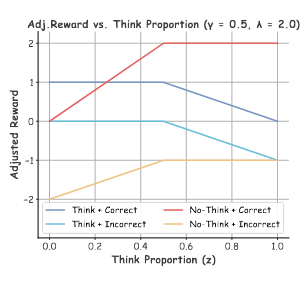 Adj.Reward vs. Think Proportion (γ = 0.5, λ = 2.0)
Adjusted Reward
2
1
0
−1
−2
Think + Correct
No-Think + Correct
Think + Incorrect
No-Think + Incorrect
0.0 0.2 0.4 0.6 0.8 1.0
Think Proportion (z)